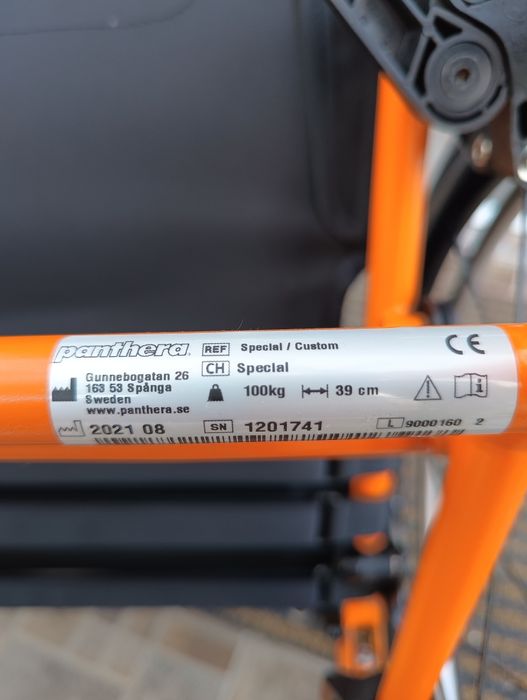 panthera.
Gunnebogatan 26
163 53 Spånga
Sweden
www.panthera.se
2021 08
REF Special / Custom
CH Special
100kg 39 cm
SN 1201741
CE
L 9000160 2